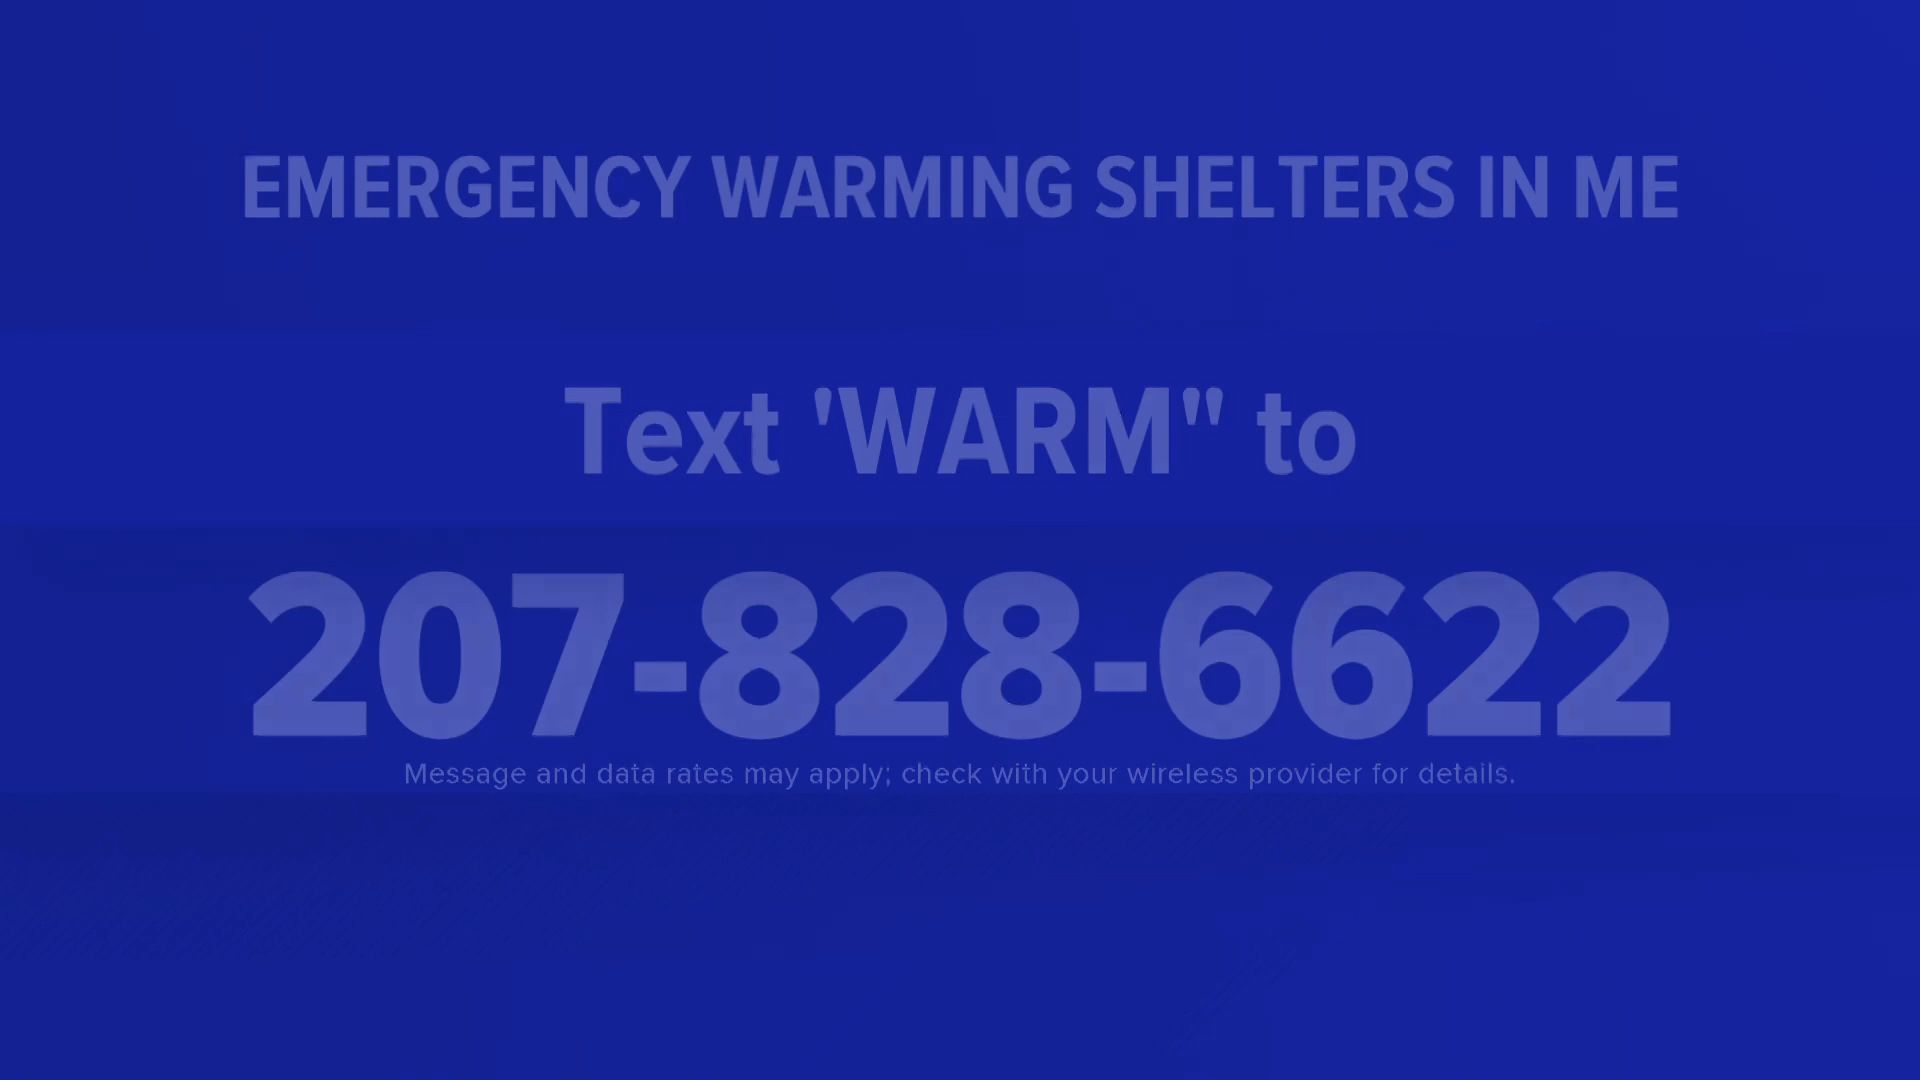 EMERGENCY WARMING SHELTERS IN ME
Text 'WARM" to
207-828-6622
Message and data rates may apply; check with your wireless provider for details.